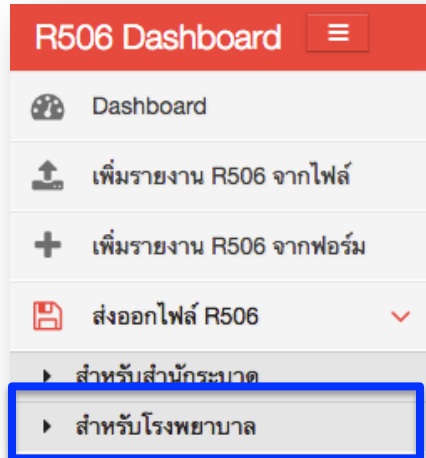 R506 Dashboard
Dashboard
เพิ่มรายงาน R506 จากไฟล์
เพิ่มรายงาน R506 จากฟอร์ม
ส่งออกไฟล์ R506
สำหรับสำนักระบาด
สำหรับโรงพยาบาล